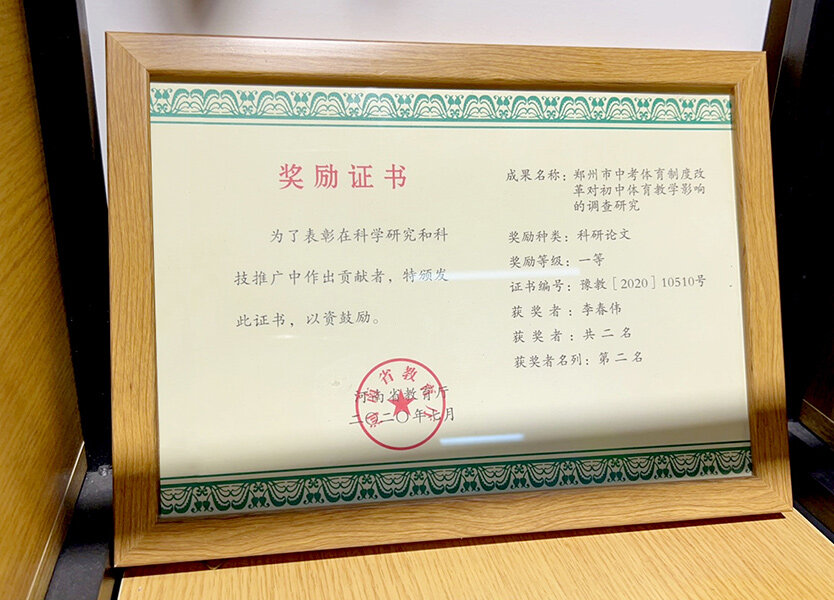 奖励证书
为了表彰在科学研究和科
技推广中作出贡献者，特颁发
此证书，以资鼓励。
河南省教育厅
二〇二〇年七月
成果名称：郑州市中考体育制度改
革对初中体育教学影响
的调查研究
奖励种类：科研论文
奖励等级：一等
证书编号：豫教［2020］10510号
获奖者：李春伟
获奖者：共二名
获奖者名列：第二名